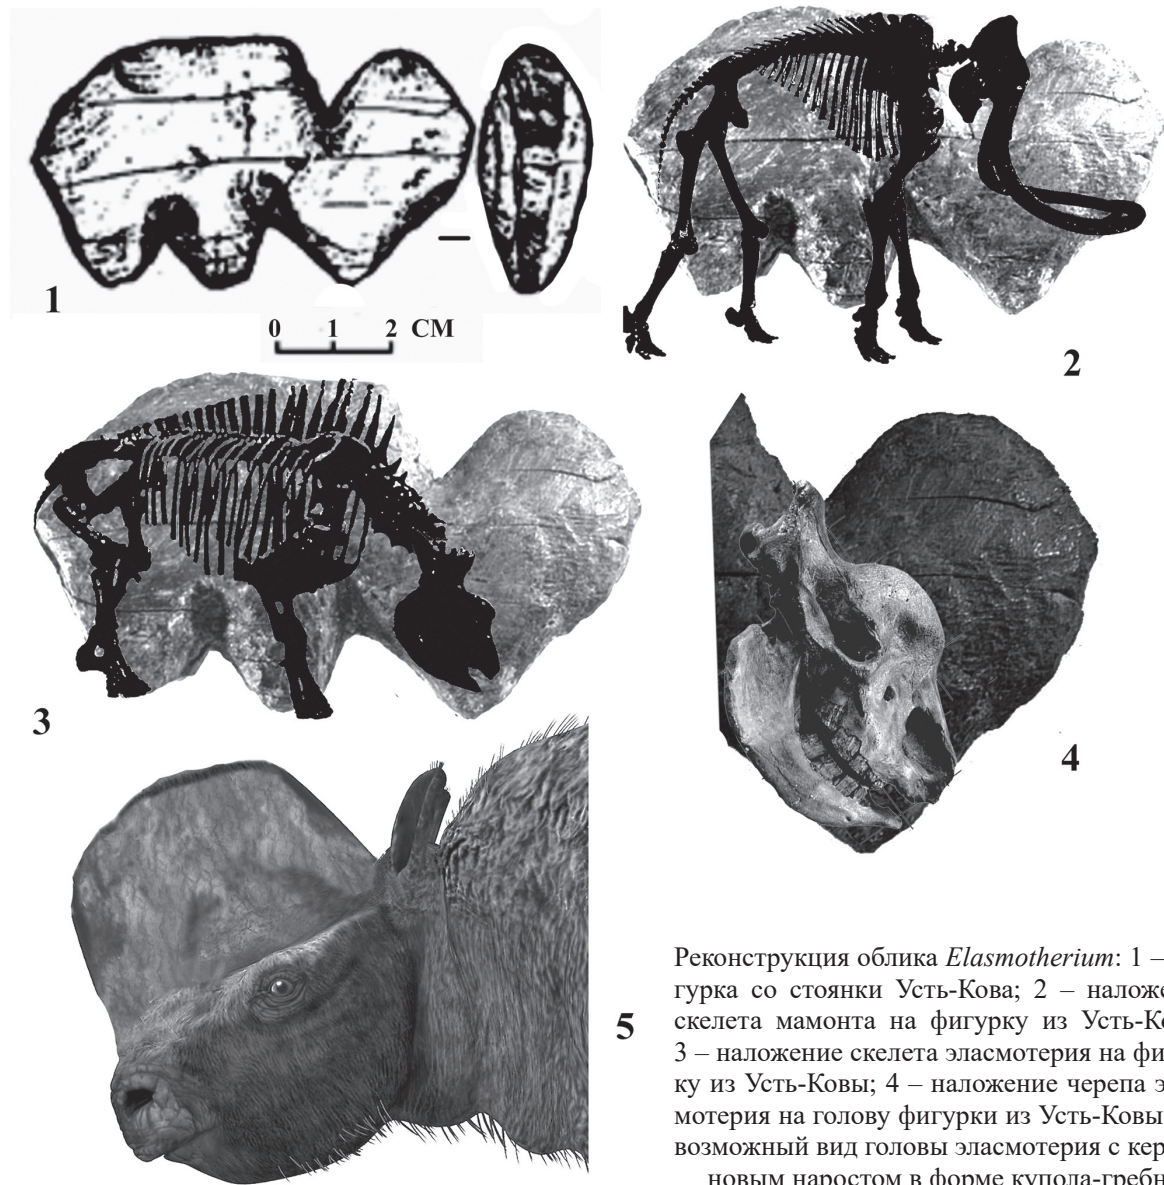 1
0 1 2 СМ
2
3
4
5
Реконструкция облика Elasmotherium: 1 –
гурка со стоянки Усть-Кова; 2 – наложе
скелета мамонта на фигурку из Усть-Ко
3 – наложение скелета эласмотерия на фи
ку из Усть-Ковы; 4 – наложение черепа э
мотерия на голову фигурки из Усть-Ковы
возможный вид головы эласмотерия с кер
новым наростом в форме купола-гребн